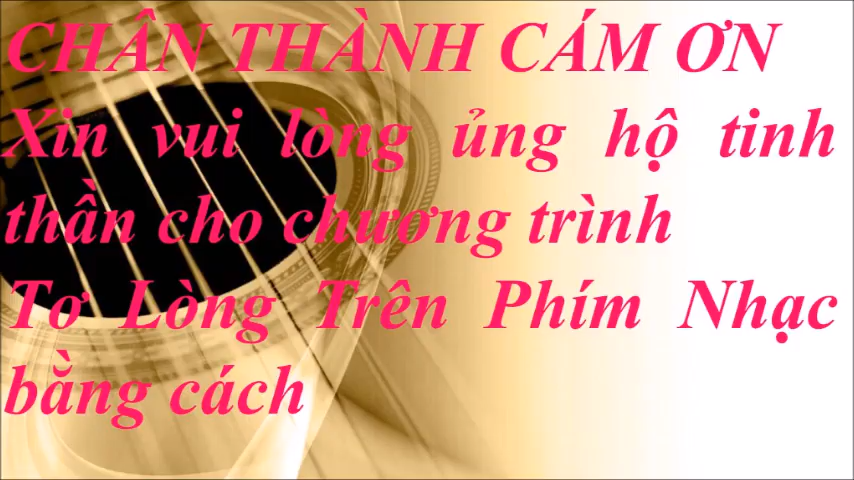 CHÂN THÀNH CÁM ƠN
Xin vui lòng ủng hộ tinh
thần cho chương trình
Tơ Lòng Trên Phím Nhạc
bằng cách